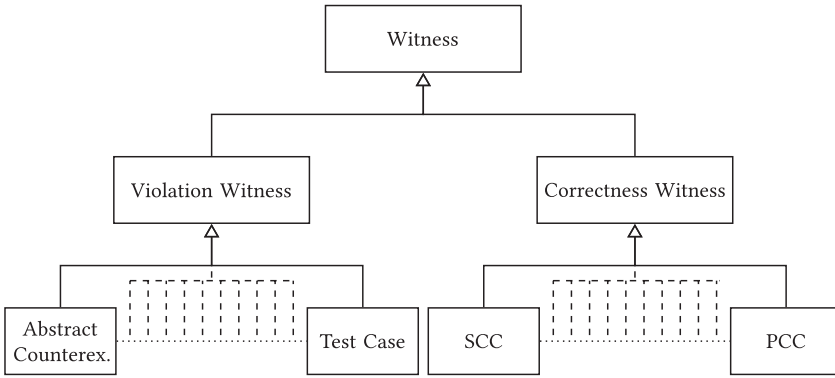 Witness
Violation Witness
Correctness Witness
Abstract
Counterex.
Test Case
SCC
PCC